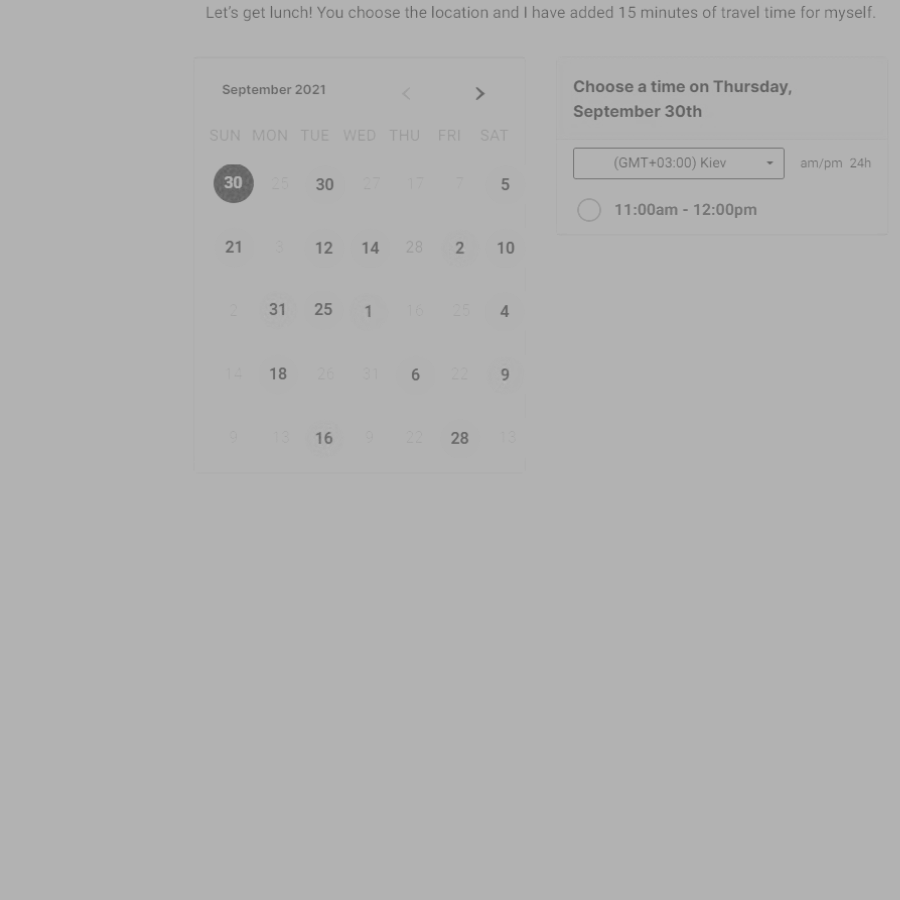 Let's get lunch! You choose the location and I have added 15 minutes of travel time for myself.
September 2021
SUN MON TUE WED THU FRI SAT
30 25 30 27 17 7 5
21 3 12 14 28 2 10
2 31 25 1 16 25 4
14 18 26 31 6 22 9
9 13 16 9 22 28 13
Choose a time on Thursday,
September 30th
(GMT+03:00) Kiev am/pm 24h
11:00am - 12:00pm